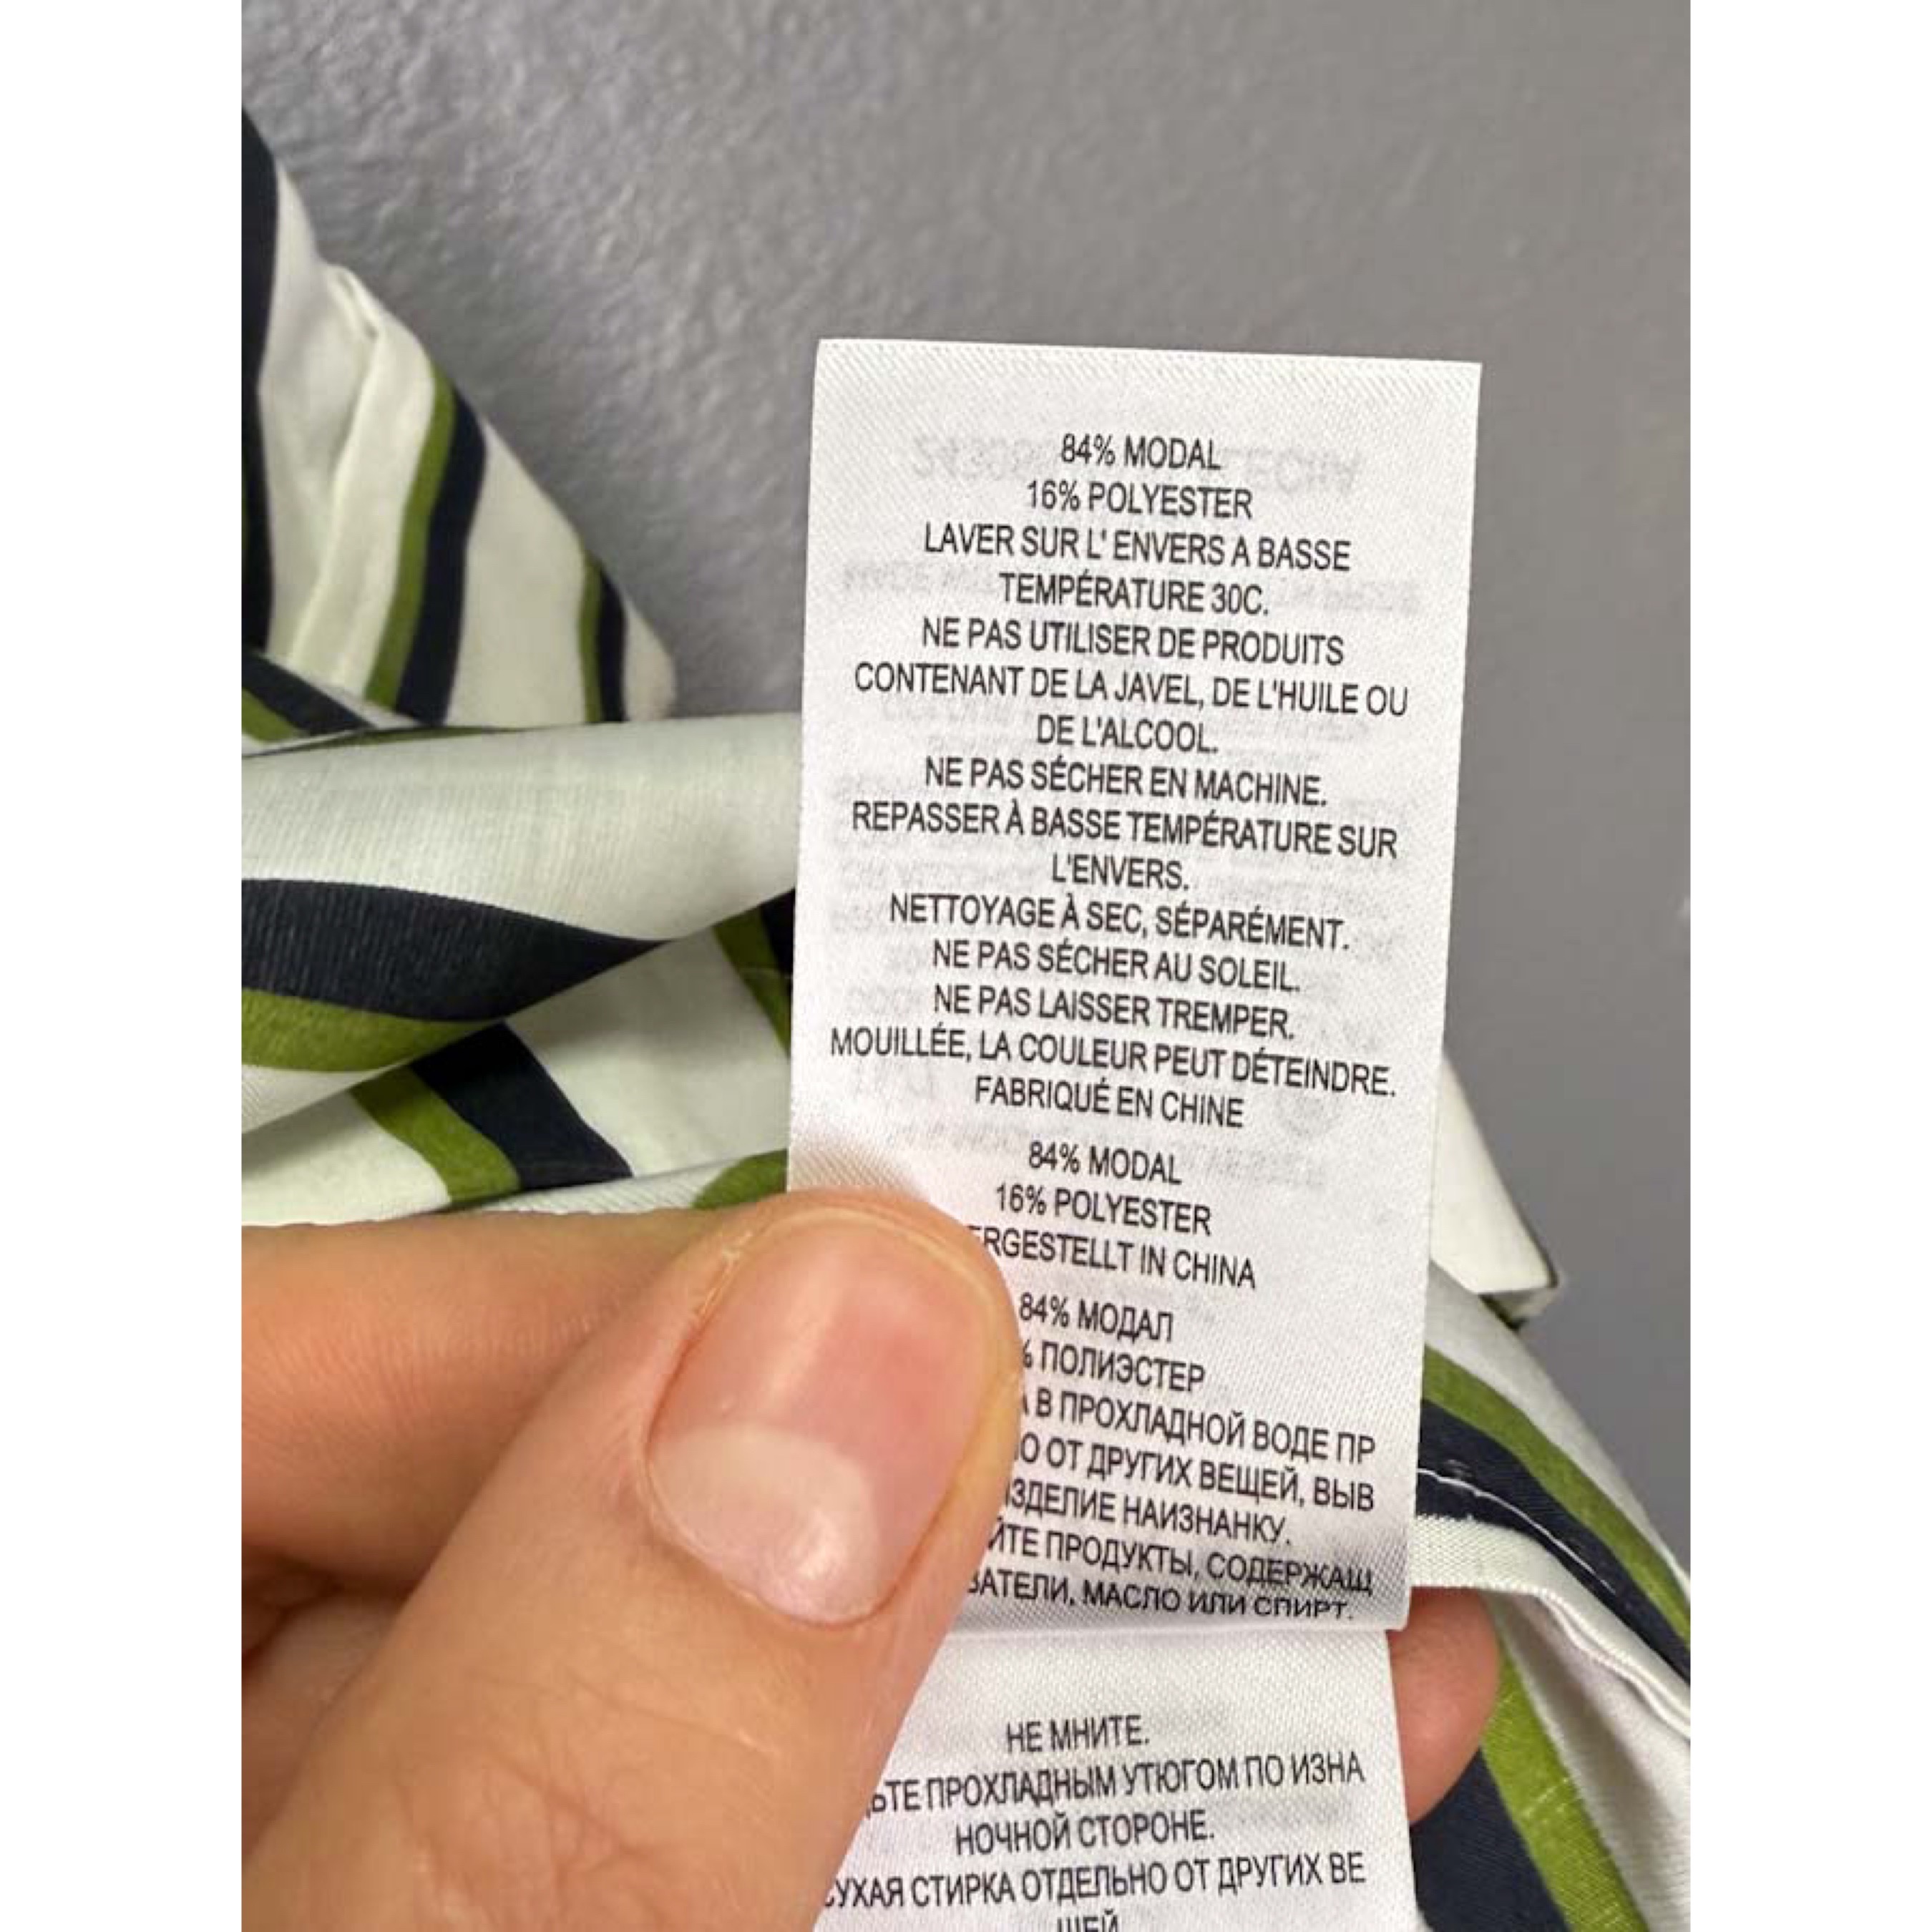 84% MODAL
16% POLYESTER
LAVER SUR L' ENVERS A BASSE
TEMPÉRATURE 30C.
NE PAS UTILISER DE PRODUITS
CONTENANT DE LA JAVEL, DE L'HUILE OU
DE L'ALCOOL.
NE PAS SÉCHER EN MACHINE.
REPASSER À BASSE TEMPÉRATURE SUR
L'ENVERS.
NETTOYAGE À SEC, SÉPARÉMENT.
NE PAS SÉCHER AU SOLEIL.
NE PAS LAISSER TREMPER.
MOUILLÉE, LA COULEUR PEUT DÉTEINDRE.
FABRIQUÉ EN CHINE
84% MODAL
16% POLYESTER
ERGESTELLT IN CHINA
84% МОДАЛ
% ПОЛИЭСТЕР
В ПРОХЛАДНОЙ ВОДЕ ПР
О ОТ ДРУГИХ ВЕЩЕЙ, ВЫВ
ИЗДЕЛИЕ НАИЗНАНКУ.
ЙТЕ ПРОДУКТЫ, СОДЕРЖАЩ
ВАТЕЛИ, МАСЛО ИЛИ СПИРТ.
НЕ МНИТЕ.
ЬТЕ ПРОХЛАДНЫМ УТЮГОМ ПО ИЗНА
НОЧНОЙ СТОРОНЕ.
СУХАЯ СТИРКА ОТДЕЛЬНО ОТ ДРУГИХ ВЕ
ЩЕЙ